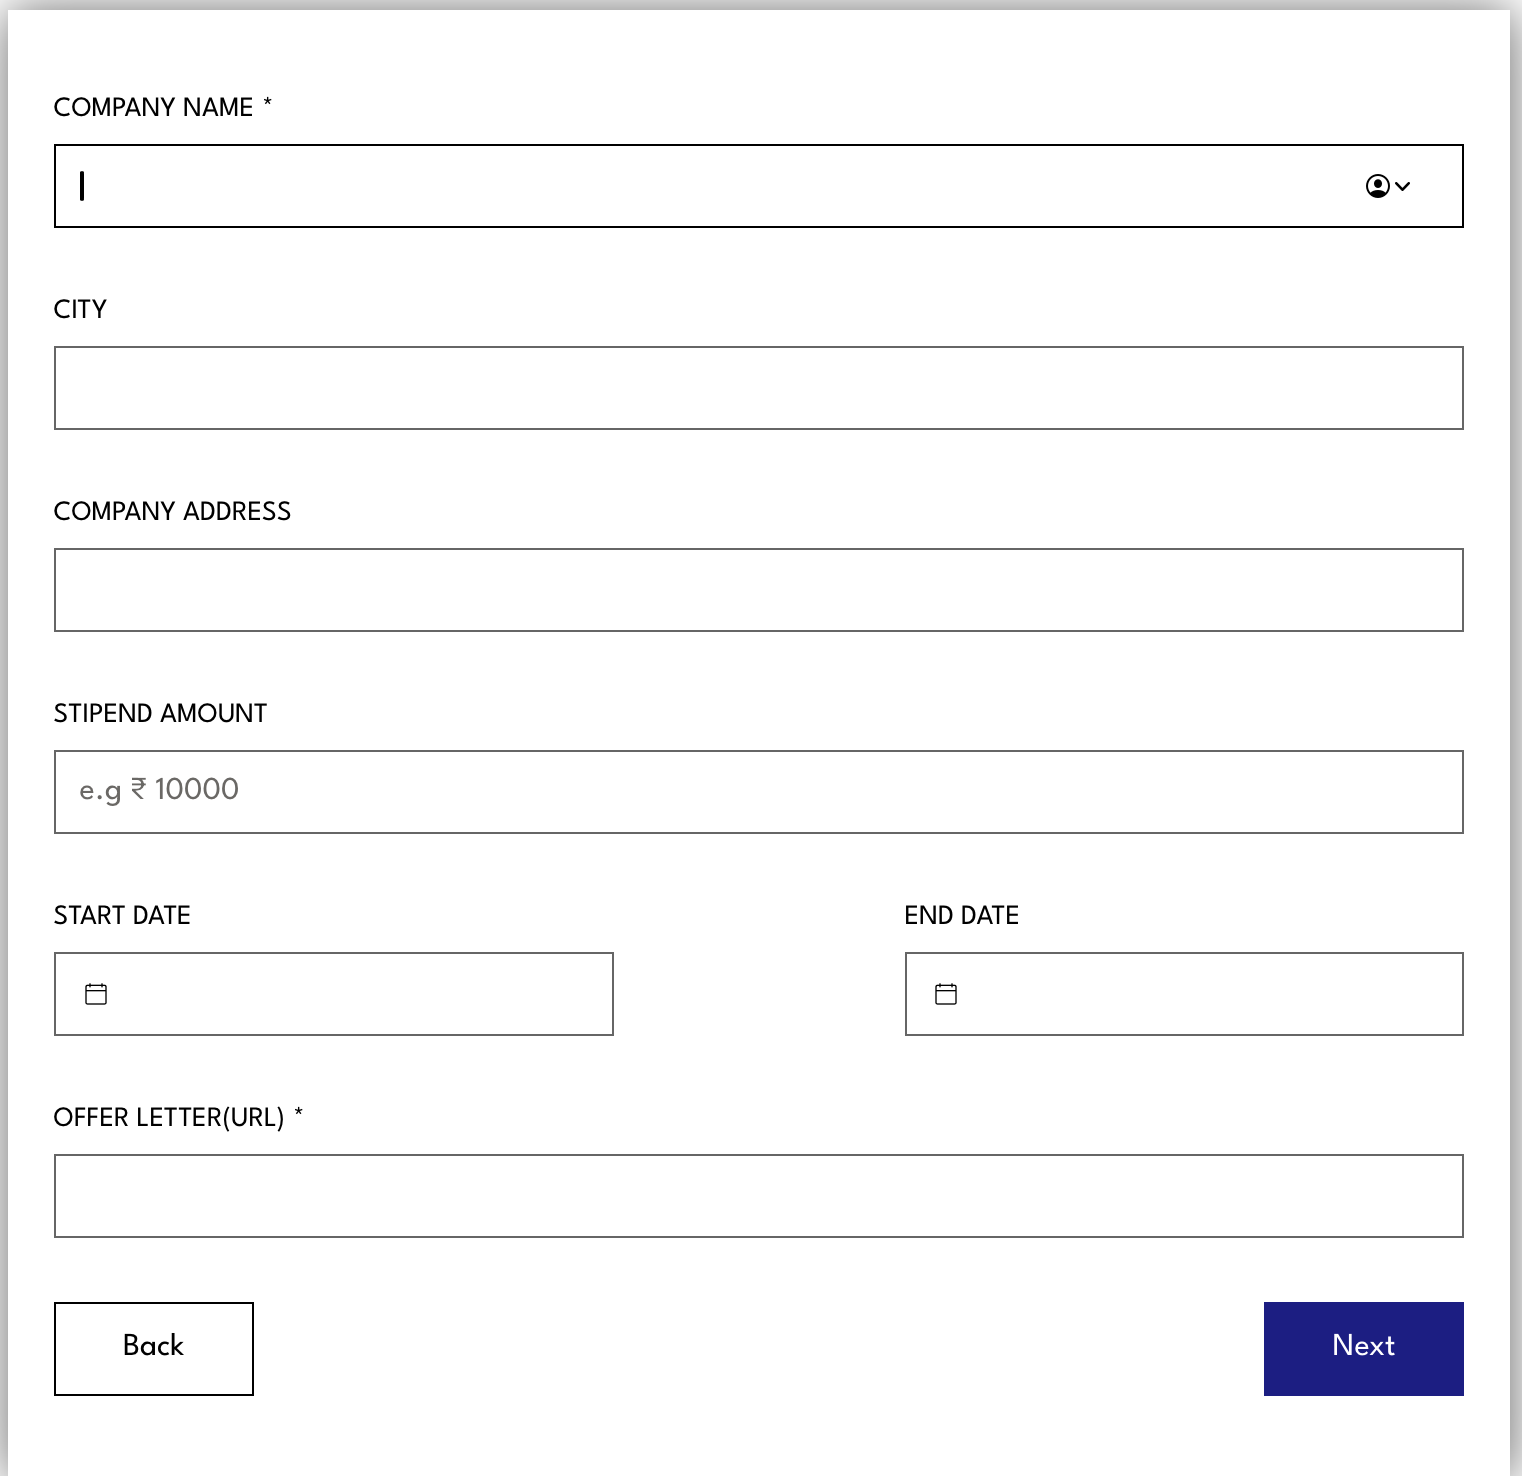 COMPANY NAME *
CITY
COMPANY ADDRESS
STIPEND AMOUNT
e.g ₹ 10000
START DATE
END DATE
OFFER LETTER(URL) *
Back
Next